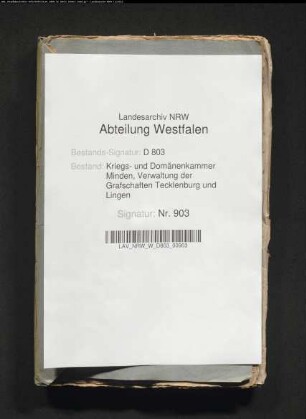 Landesarchiv NRW
Abteilung Westfalen
Bestands-Signatur: D 803
Bestand: Kriegs- und Domänenkammer
Minden, Verwaltung der
Grafschaften Tecklenburg und
Lingen
Signatur: Nr. 903